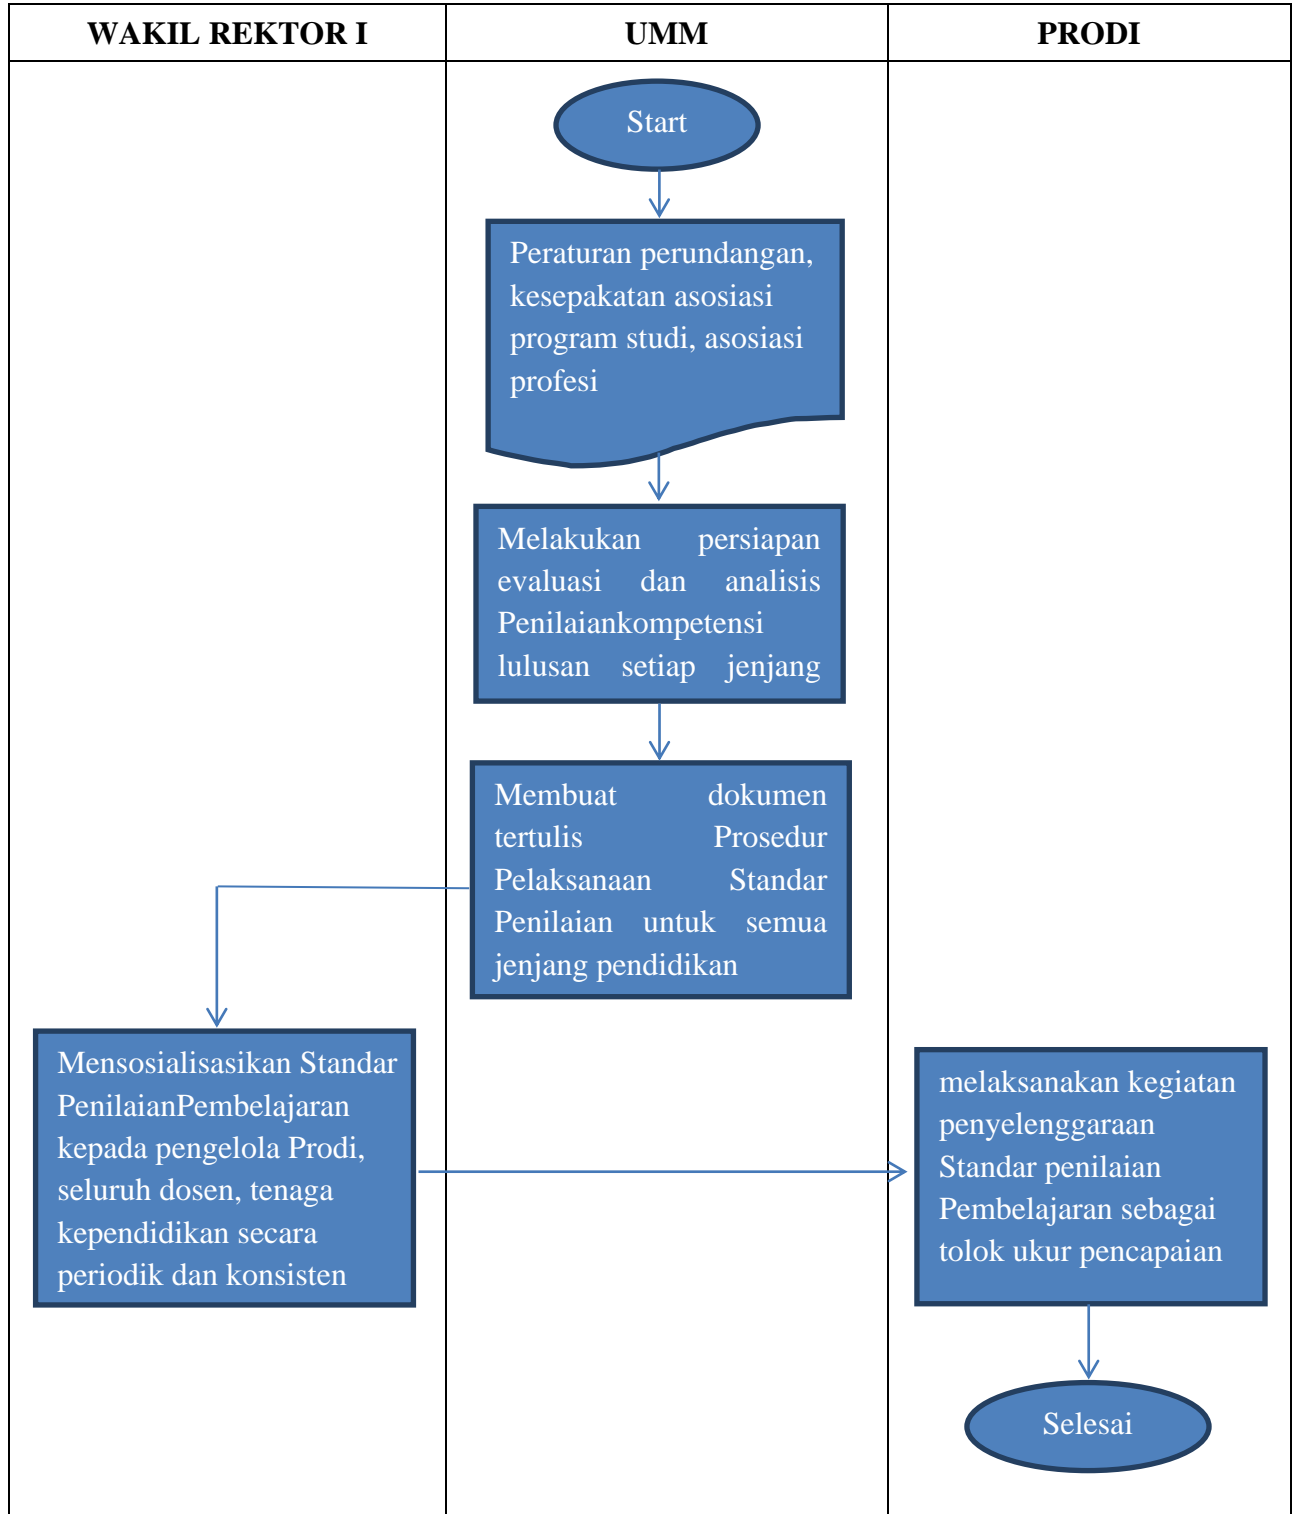 WAKIL REKTOR I
UMM
PRODI
Start
Peraturan perundangan,
kesepakatan asosiasi
program studi, asosiasi
profesi
Melakukan persiapan
evaluasi dan analisis
Penilaiankompetensi
lulusan setiap jenjang
Membuat dokumen
tertulis Prosedur
Pelaksanaan Standar
Penilaian untuk semua
jenjang pendidikan
Mensosialisasikan Standar
PenilaianPembelajaran
kepada pengelola Prodi,
seluruh dosen, tenaga
kependidikan secara
periodik dan konsisten
melaksanakan kegiatan
penyelenggaraan
Standar penilaian
Pembelajaran sebagai
tolok ukur pencapaian
Selesai